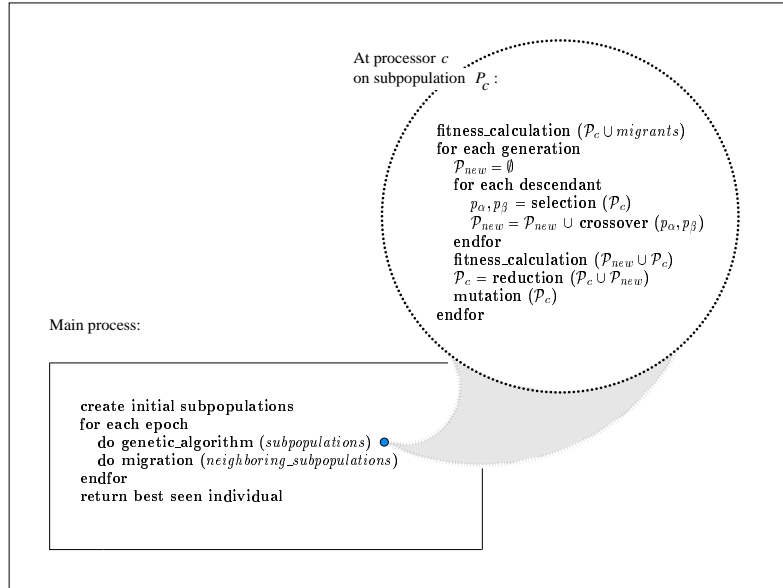 At processor c
on subpopulation P_c :
fitness_calculation (P_c ∪ migrants)
for each generation
P_new = ∅
for each descendant
p_α, p_β = selection (P_c)
P_new = P_new ∪ crossover (p_α, p_β)
endfor
fitness_calculation (P_new ∪ P_c)
P_c = reduction (P_c ∪ P_new)
mutation (P_c)
endfor
Main process:
create initial subpopulations
for each epoch
do genetic_algorithm (subpopulations)
do migration (neighboring_subpopulations)
endfor
return best seen individual